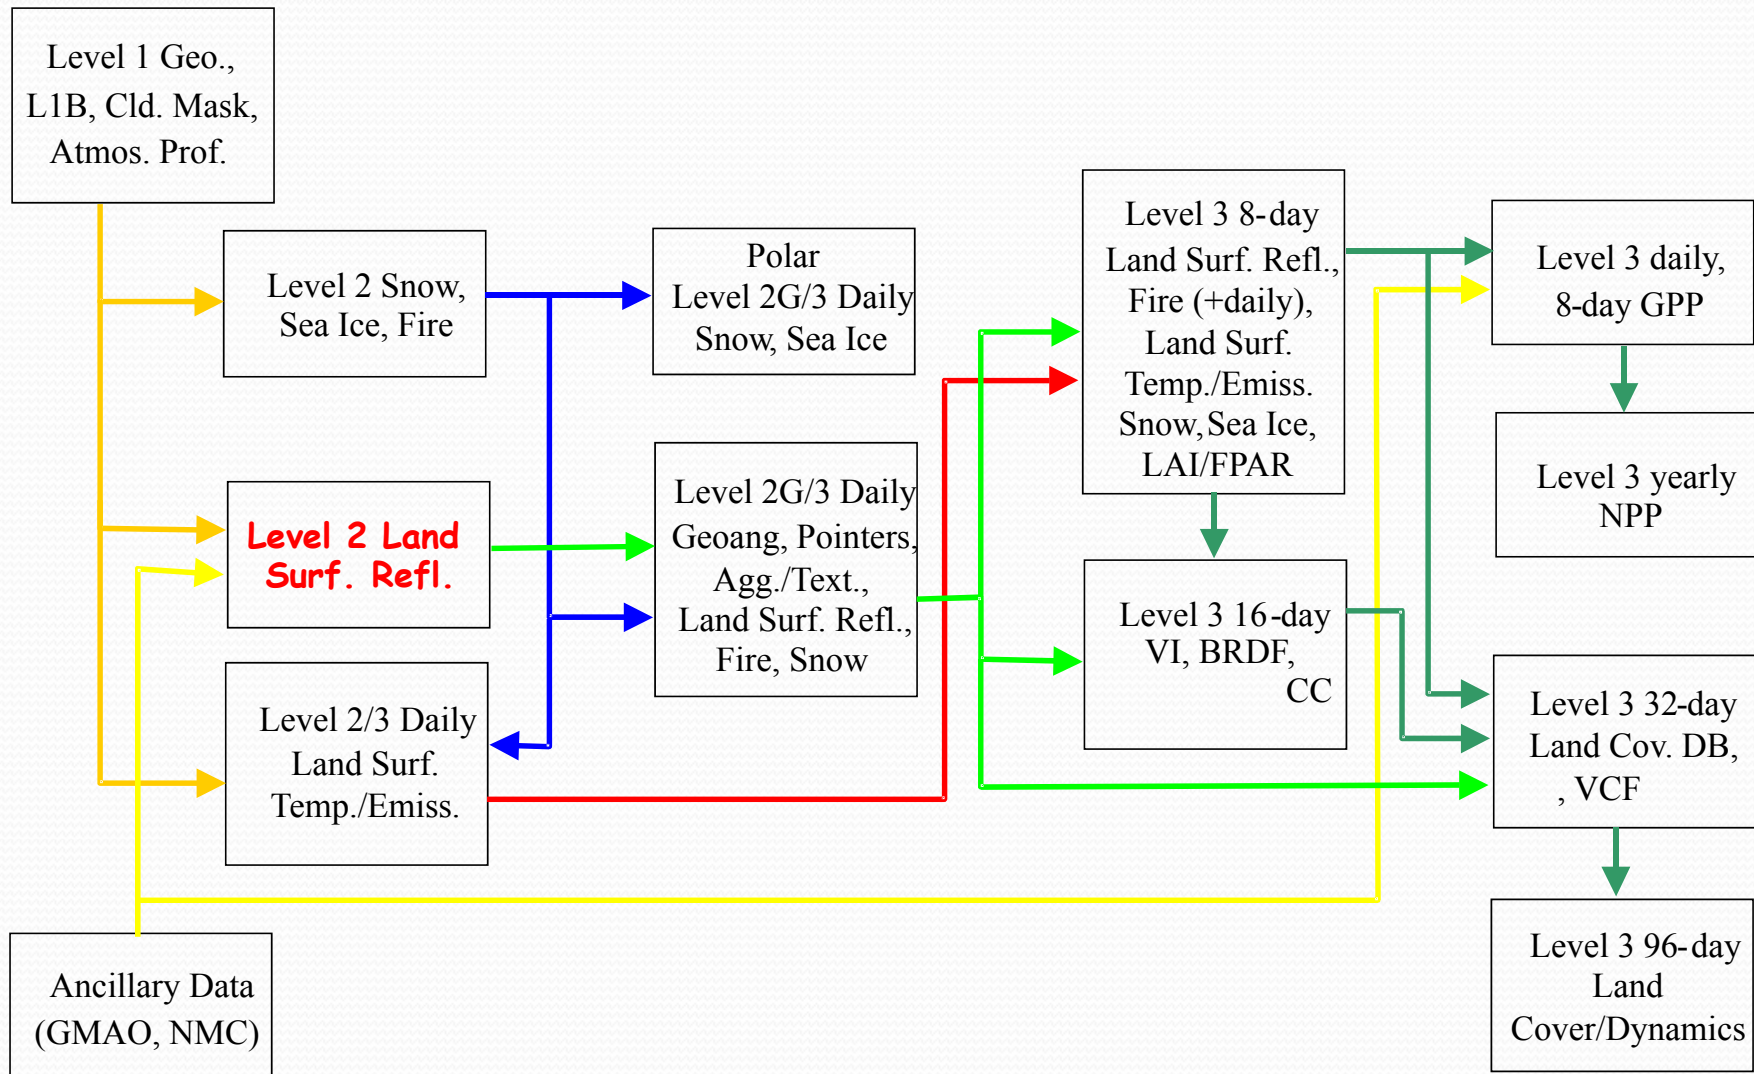 Level 1 Geo.,
L1B, Cld. Mask,
Atmos. Prof.
Level 2 Snow,
Sea Ice, Fire
Level 2 Land
Surf. Refl.
Level 2/3 Daily
Land Surf.
Temp./Emiss.
Ancillary Data
(GMAO, NMC)
Polar
Level 2G/3 Daily
Snow, Sea Ice
Level 2G/3 Daily
Geoang, Pointers,
Agg./Text.,
Land Surf. Refl.,
Fire, Snow
Level 3 8-day
Land Surf. Refl.,
Fire (+daily),
Land Surf.
Temp./Emiss.
Snow, Sea Ice,
LAI/FPAR
Level 3 16-day
VI, BRDF,
CC
Level 3 daily,
8-day GPP
Level 3 yearly
NPP
Level 3 32-day
Land Cov. DB,
, VCF
Level 3 96-day
Land
Cover/Dynamics